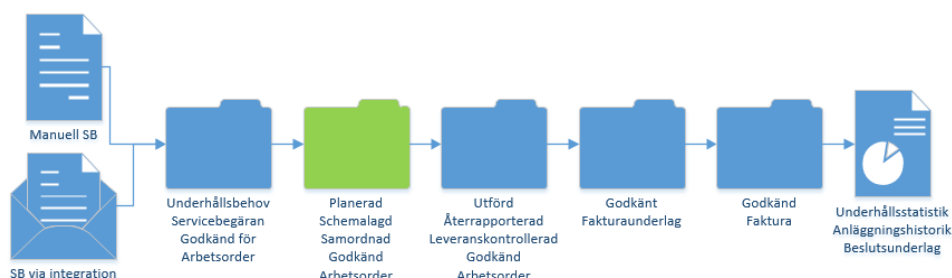 Manuell SB
SB via integration
Underhållsbehov
Servicebegäran
Godkänd för
Arbetsorder
Planerad
Schemalagd
Samordnad
Godkänd
Arbetsorder
Utförd
Återrapporterad
Leveranskontrollerad
Godkänd
Arbetsorder
Godkänt
Fakturaunterlag
Godkänd
Faktura
Underhållsstatistik
Anläggningshistorik
Beslutsunderlag